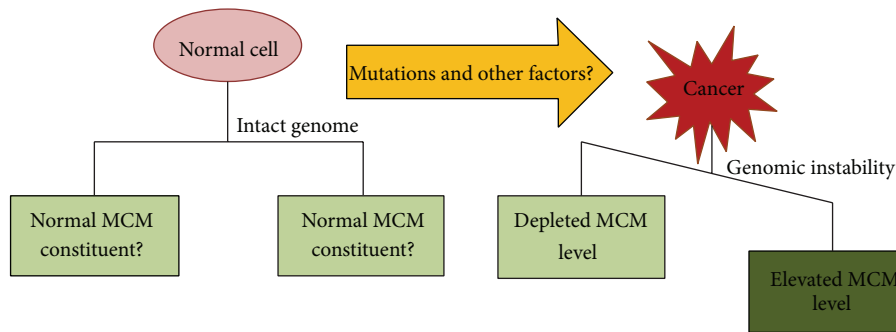 Normal cell
Mutations and other factors?
Cancer
Intact genome
Genomic instability
Normal MCM
constituent?
Normal MCM
constituent?
Depleted MCM
level
Elevated MCM
level